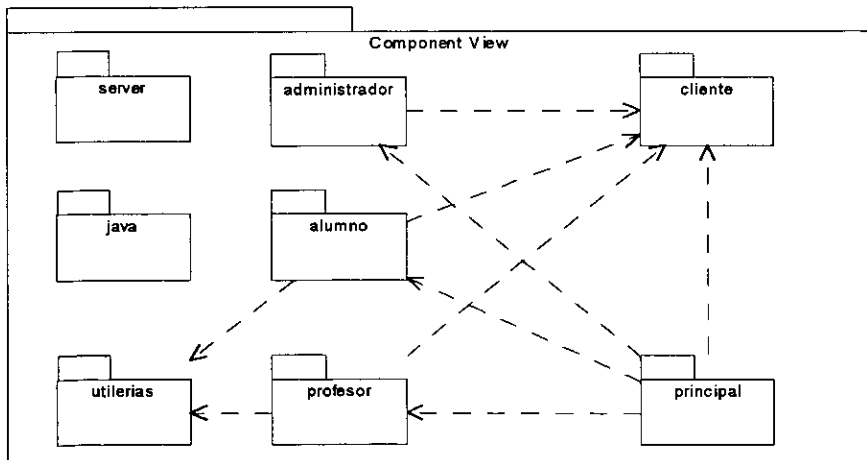 Component View
server
administrador
cliente
java
alumno
utilerias
profesor
principal